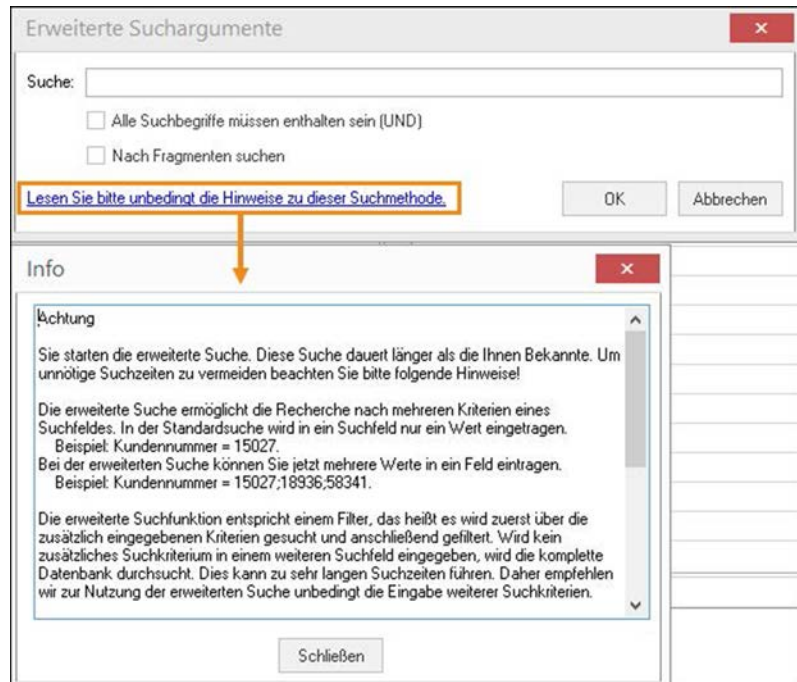 Erweiterte Suchargumente
Suche:
Alle Suchbegriffe müssen enthalten sein (UND)
Nach Fragmenten suchen
Lesen Sie bitte unbedingt die Hinweise zu dieser Suchmethode.
OK
Abbrechen
Info
Achtung
Sie starten die erweiterte Suche. Diese Suche dauert länger als die Ihnen Bekannte. Um
unnötige Suchzeiten zu vermeiden beachten Sie bitte folgende Hinweise!
Die erweiterte Suche ermöglicht die Recherche nach mehreren Kriterien eines
Suchfeldes. In der Standardsuche wird in ein Suchfeld nur ein Wert eingetragen.
Beispiel: Kundennummer = 15027.
Bei der erweiterten Suche können Sie jetzt mehrere Werte in ein Feld eintragen.
Beispiel: Kundennummer = 15027;18936;58341.
Die erweiterte Suchfunktion entspricht einem Filter, das heißt es wird zuerst über die
zusätzlich eingegebenen Kriterien gesucht und anschließend gefiltert. Wird kein
zusätzliches Suchkriterium in einem weiteren Suchfeld eingegeben, wird die komplette
Datenbank durchsucht. Dies kann zu sehr langen Suchzeiten führen. Daher empfehlen
wir zur Nutzung der erweiterten Suche unbedingt die Eingabe weiterer Suchkriterien.
Schließen